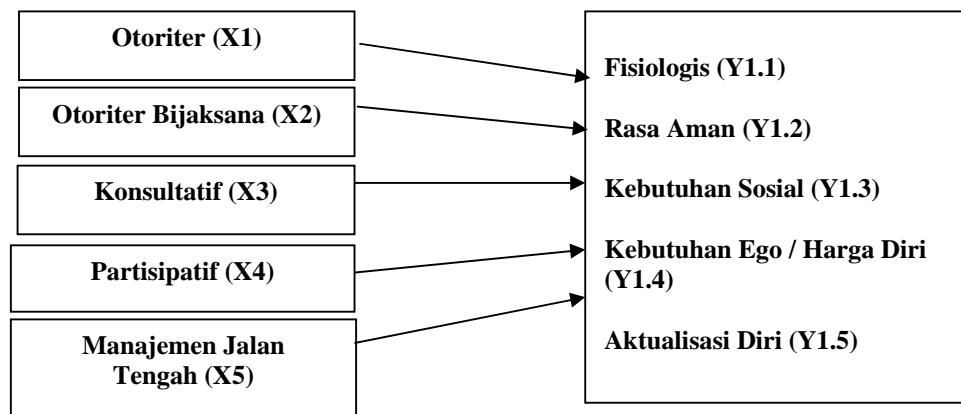 Otoriter (X1)
Otoriter Bijaksana (X2)
Konsultatif (X3)
Partisipatif (X4)
Manajemen Jalan
Tengah (X5)
Fisiologis (Y1.1)
Rasa Aman (Y1.2)
Kebutuhan Sosial (Y1.3)
Kebutuhan Ego / Harga Diri
(Y1.4)
Aktualisasi Diri (Y1.5)